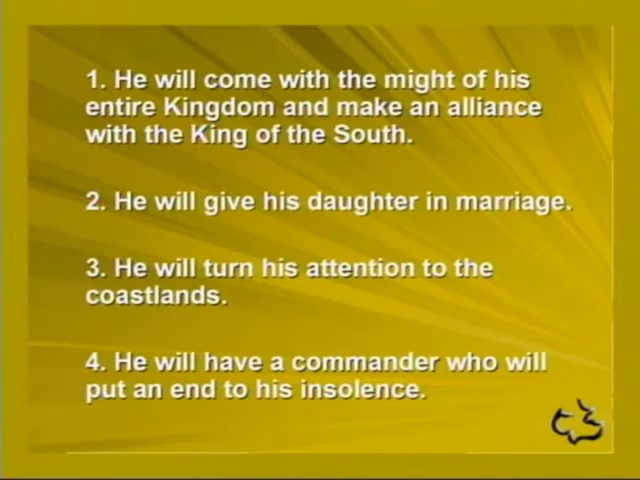 1. He will come with the might of his
entire Kingdom and make an alliance
with the King of the South.
2. He will give his daughter in marriage.
3. He will turn his attention to the
coastlands.
4. He will have a commander who will
put an end to his insolence.